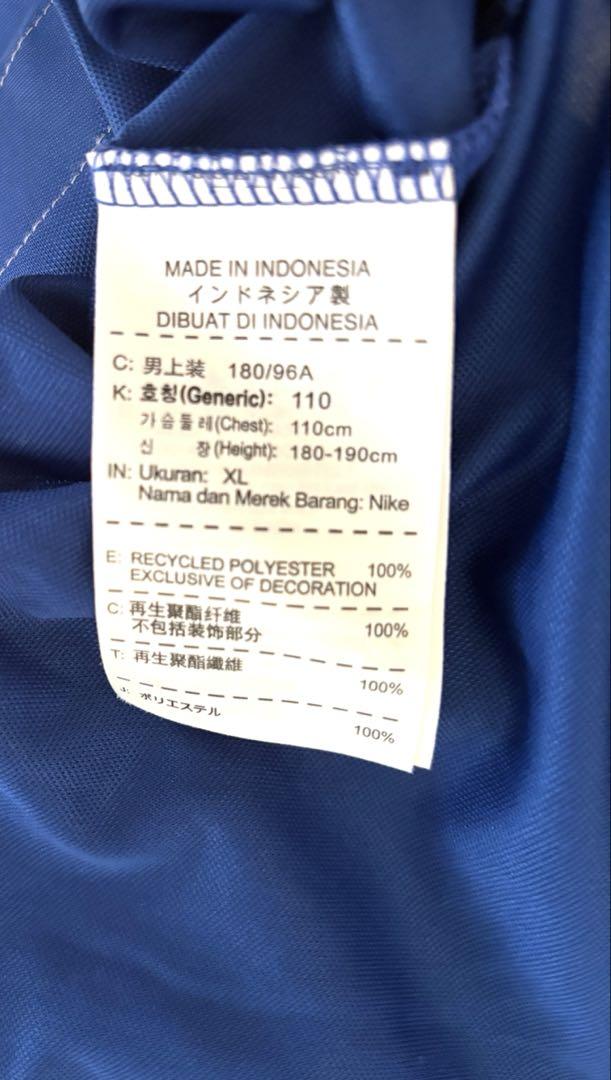 MADE IN INDONESIA
インドネシア製
DIBUAT DI INDONESIA
C: 男上装 180/96A
K: 호칭(Generic): 110
가슴둘레(Chest): 110cm
신 장(Height): 180-190cm
IN: Ukuran: XL
Nama dan Merek Barang: Nike
E: RECYCLED POLYESTER 100%
EXCLUSIVE OF DECORATION
C: 再生聚酯纤维
不包括装饰部分 100%
T: 再生聚酯纖維
100%
J: ポリエステル
100%